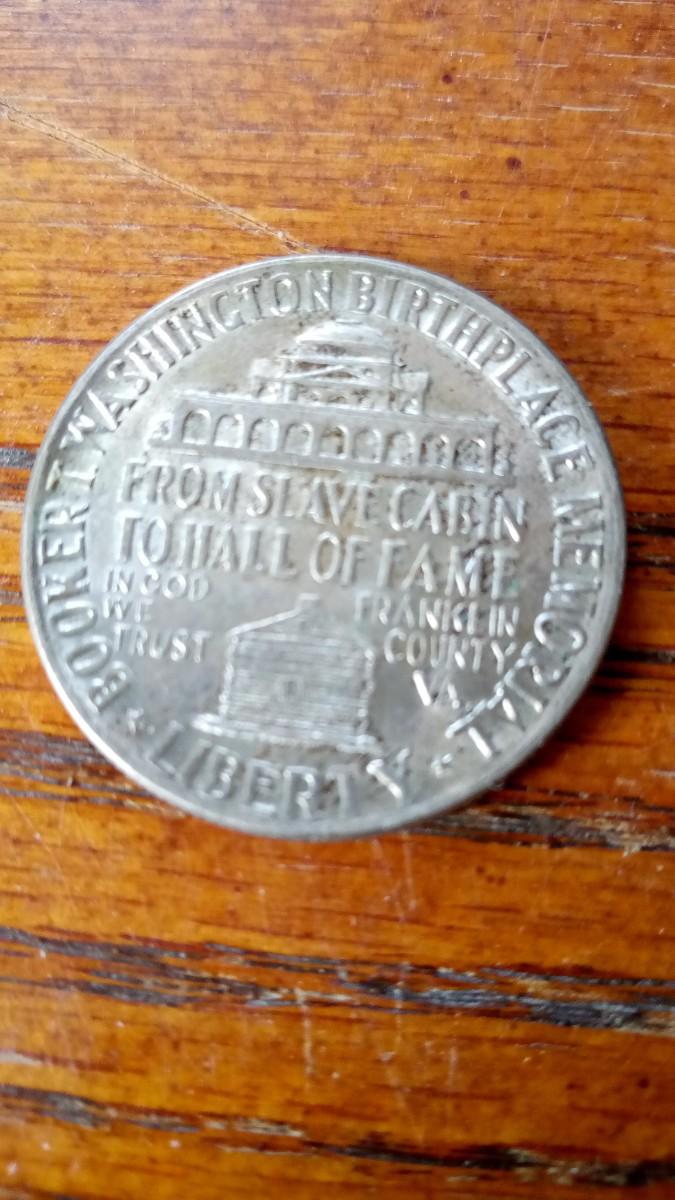 BOOKER T. WASHINGTON BIRTHPLACE MEMORIAL
FROM SLAVE CABIN
TO HALL OF FAME
IN GOD
WE
TRUST
FRANKLIN
COUNTY
VA.
LIBERTY